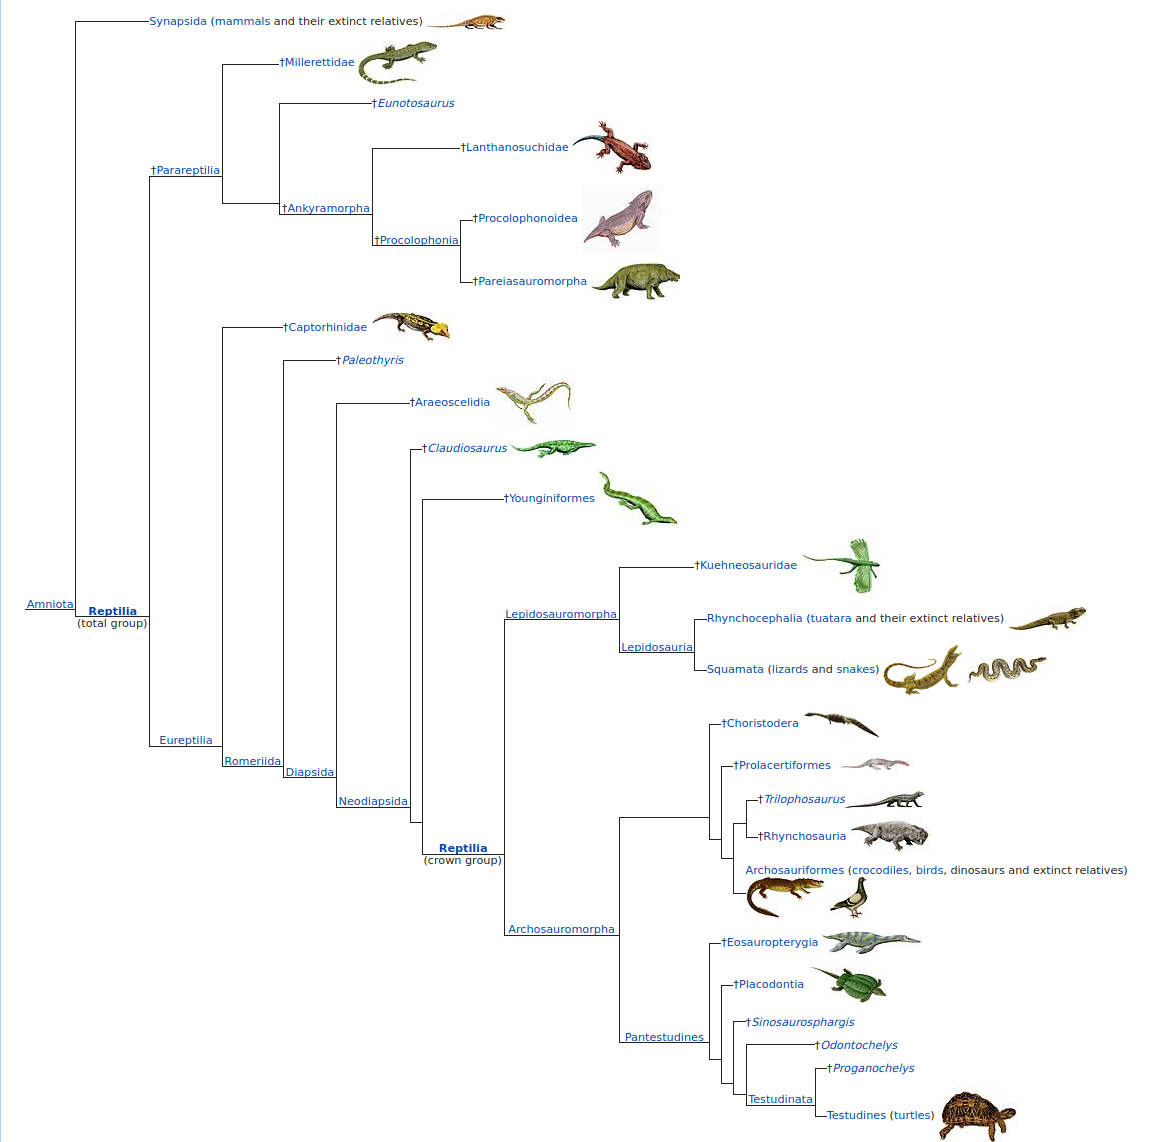 Synapsida (mammals and their extinct relatives)
†Millerettidae
†Eunotosaurus
†Lanthanosuchidae
†Parareptilia
†Ankyramorpha
†Procolophonoidea
†Procolophonia
†Pareiasauromorpha
†Captorhinidae
†Paleothyris
†Araeoscelidia
†Claudiosaurus
†Younginiformes
†Kuehneosauridae
Amniota
Reptilia
(total group)
Lepidosauromorpha
Rhynchocephalia (tuatara and their extinct relatives)
Lepidosauria
Squamata (lizards and snakes)
†Choristodera
Eureptilia
Romeriida
†Prolacertiformes
Diapsida
Neodiapsida
†Trilophosaurus
†Rhynchosauria
Reptilia
(crown group)
Archosauriformes (crocodiles, birds, dinosaurs and extinct relatives)
Archosauromorpha
†Eosauropterygia
†Placodontia
†Sinosaurosphargis
Pantestudines
†Odontochelys
†Proganochelys
Testudinata
Testudines (turtles)